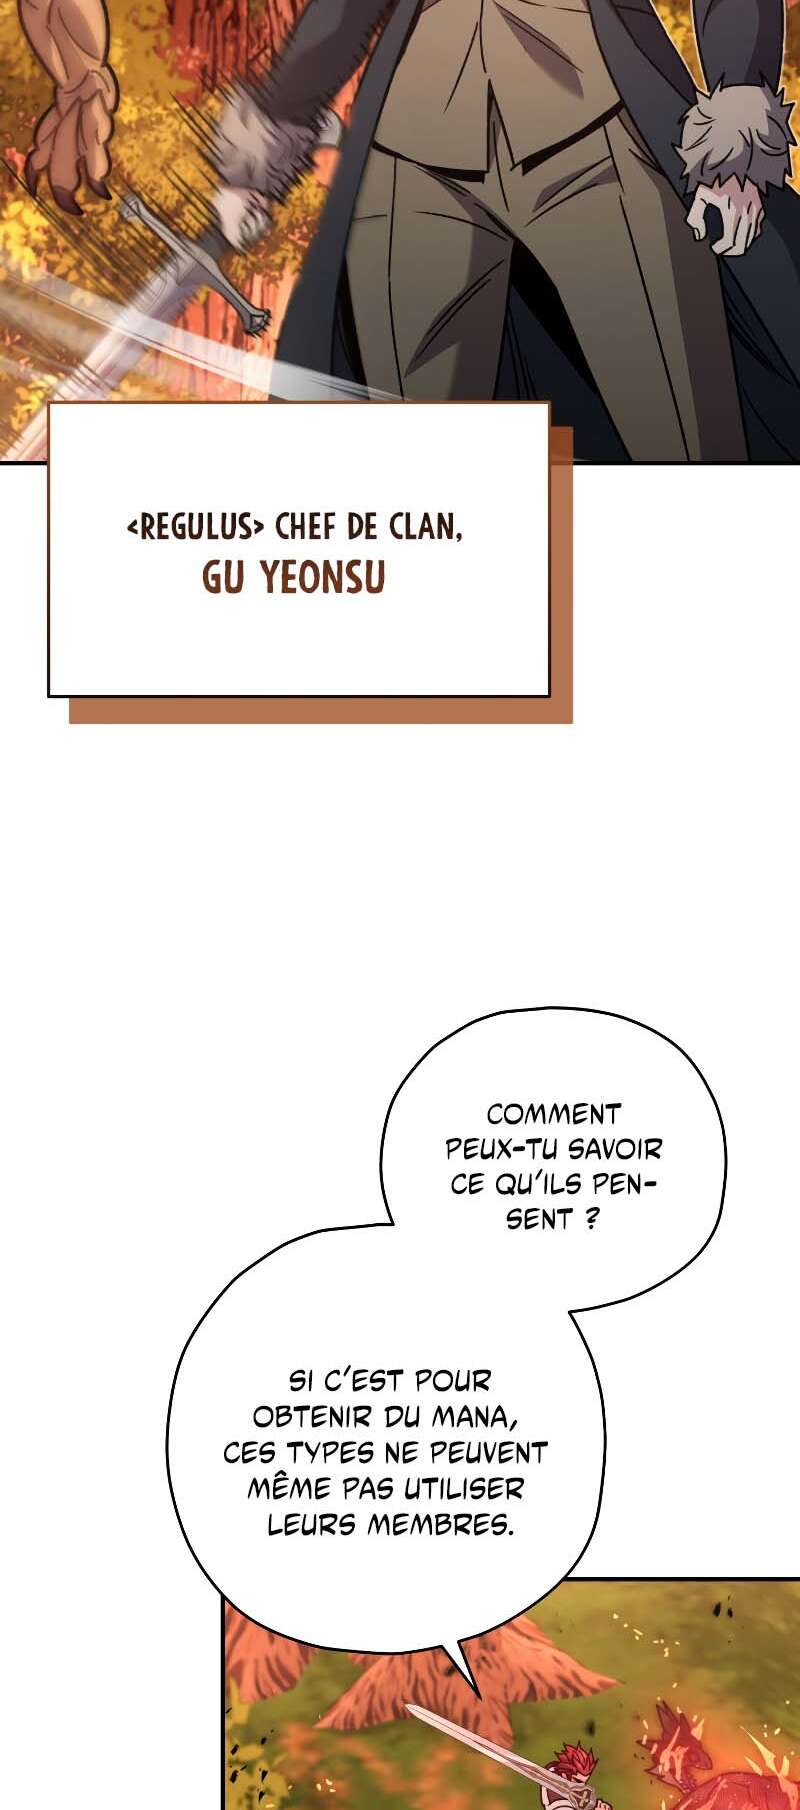 <REGULUS> CHEF DE CLAN,
GU YEONSU
COMMENT
PEUX-TU SAVOIR
CE QU'ILS PEN-
SENT ?
SI C'EST POUR
OBTENIR DU MANA,
CES TYPES NE PEUVENT
MÊME PAS UTILISER
LEURS MEMBRES.